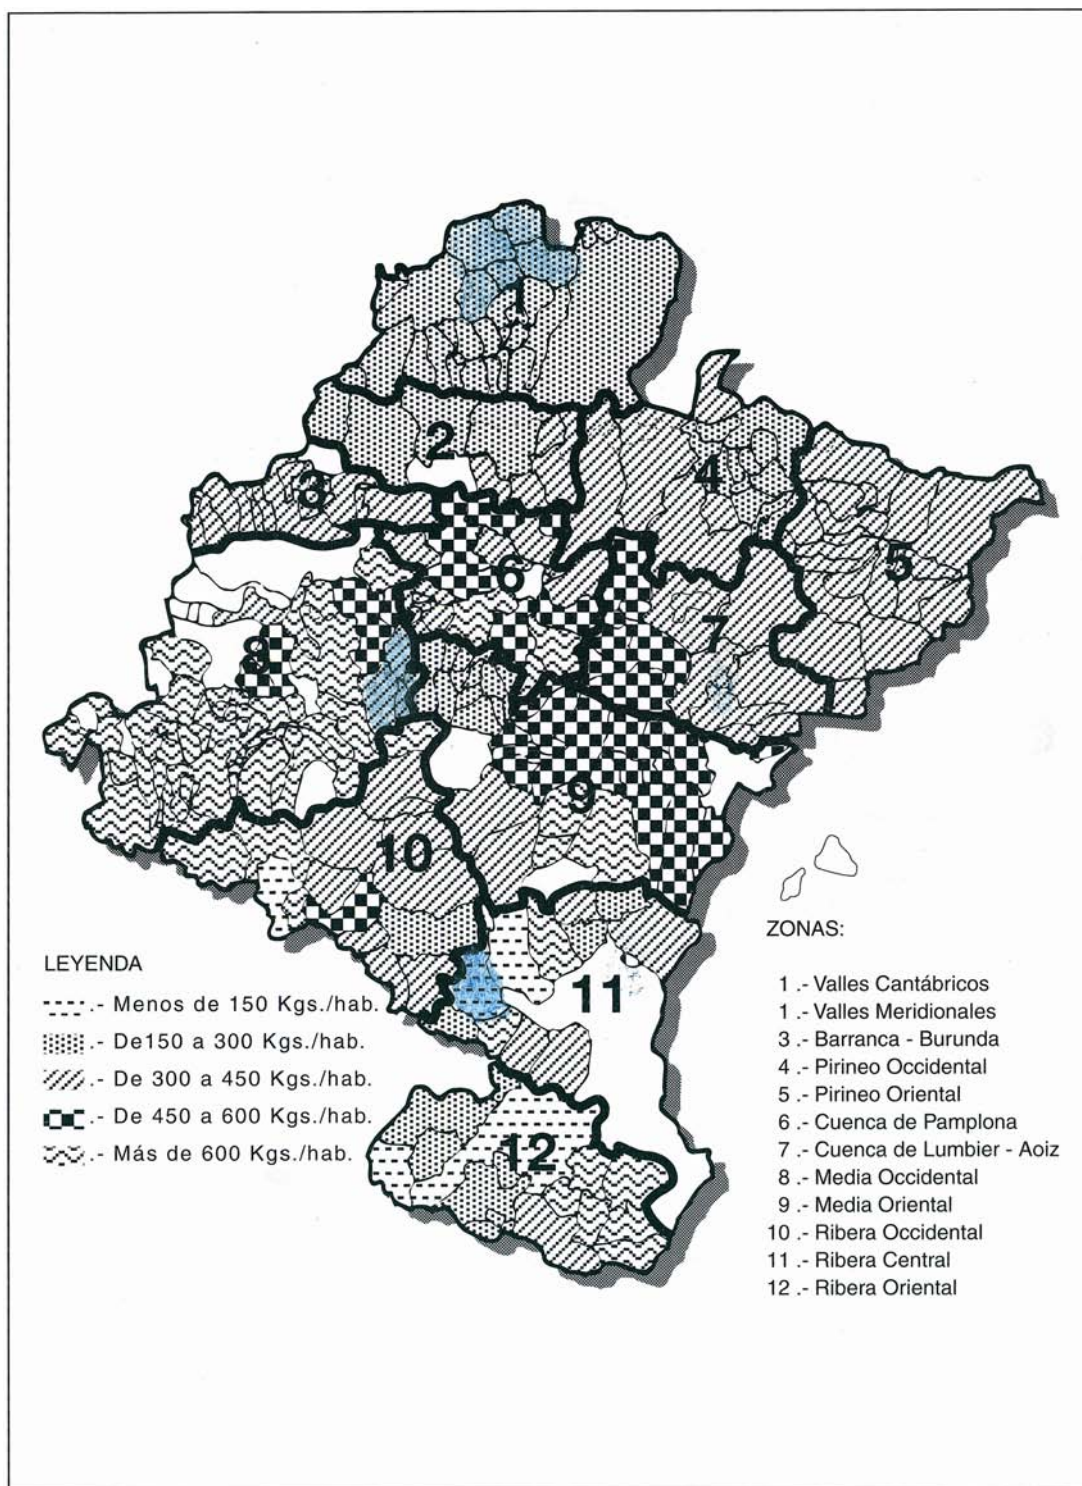 1
2
3
4
5
6
7
8
9
10
11
12
LEYENDA
.- Menos de 150 Kgs./hab.
.- De150 a 300 Kgs./hab.
.- De 300 a 450 Kgs./hab.
.- De 450 a 600 Kgs./hab.
.- Más de 600 Kgs./hab.
ZONAS:
1 .- Valles Cantábricos
1 .- Valles Meridionales
3 .- Barranca - Burunda
4 .- Pirineo Occidental
5 .- Pirineo Oriental
6 .- Cuenca de Pamplona
7 .- Cuenca de Lumbier - Aoiz
8 .- Media Occidental
9 .- Media Oriental
10 .- Ribera Occidental
11 .- Ribera Central
12 .- Ribera Oriental